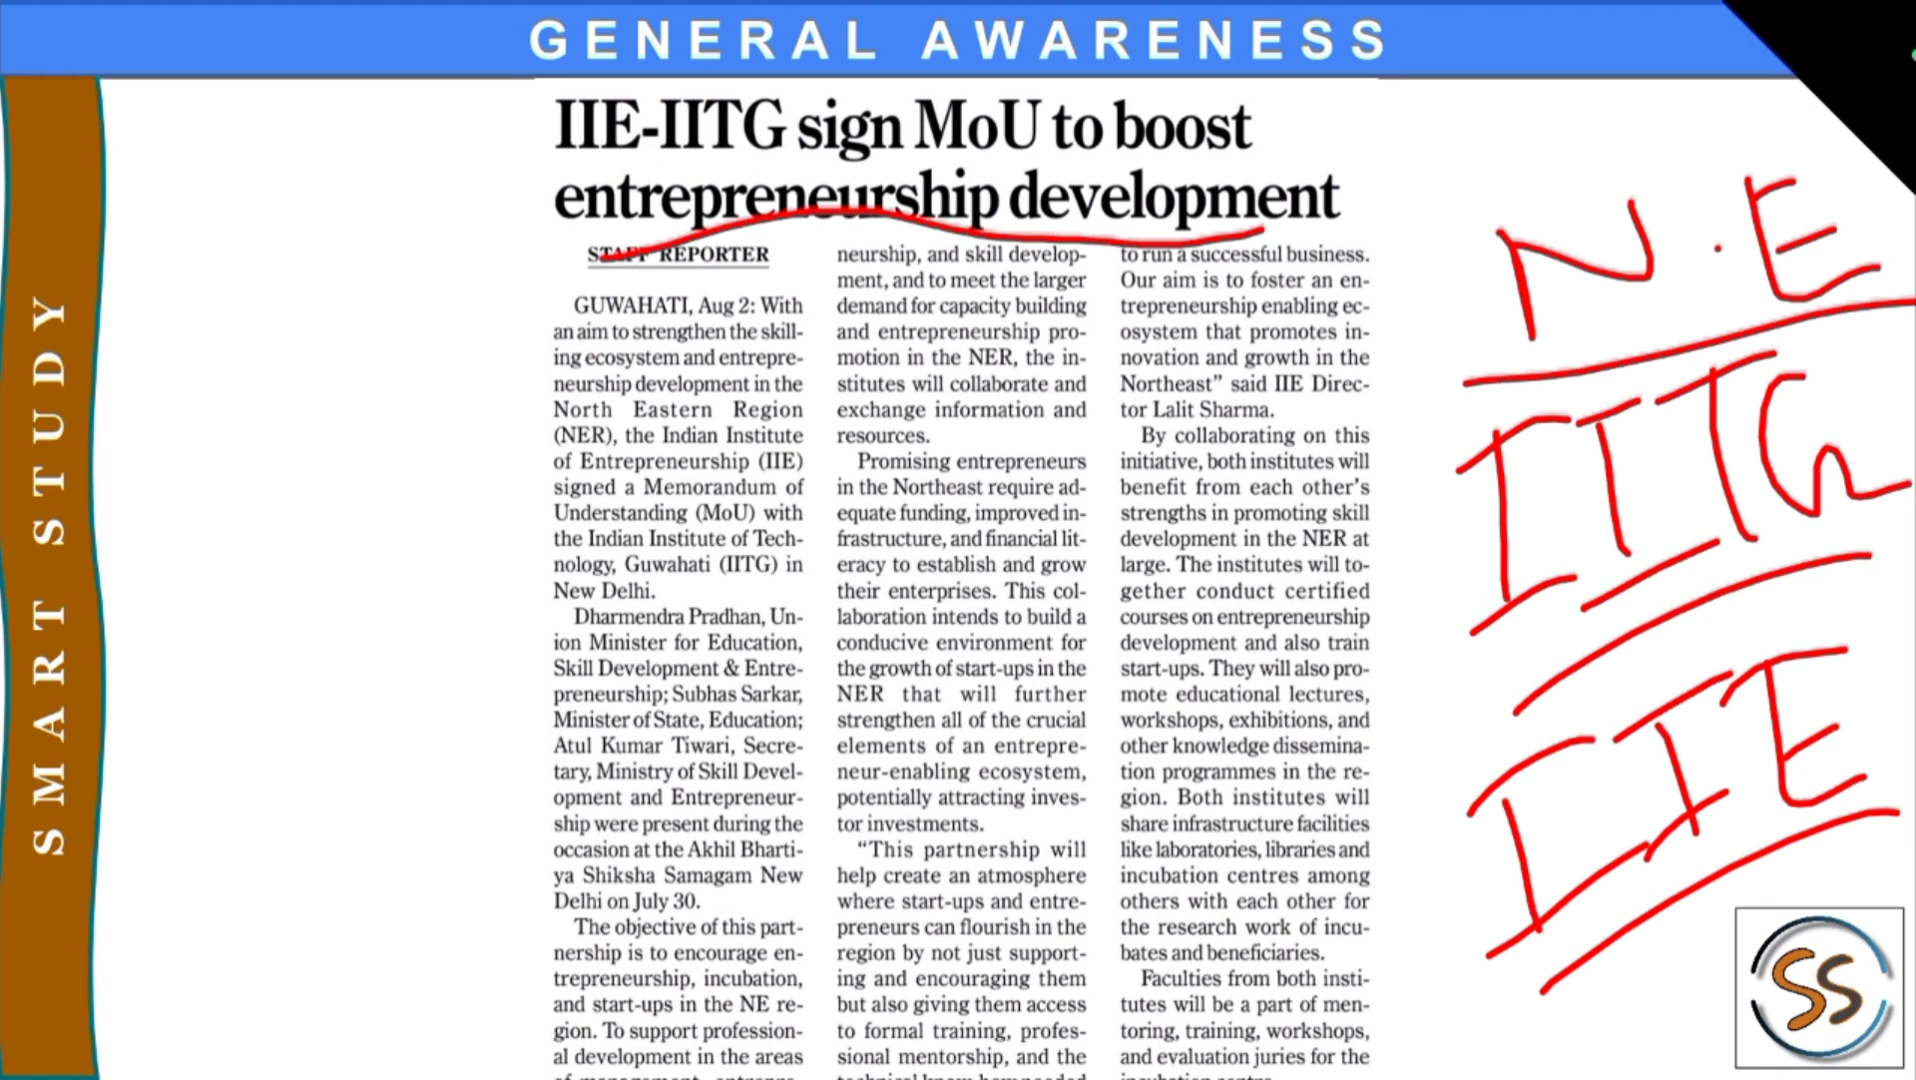 GENERAL AWARENESS
SMART STUDY
IIE-IITG sign MoU to boost
entrepreneurship development
STAFF REPORTER
GUWAHATI, Aug 2: With
an aim to strengthen the skill-
ing ecosystem and entrepre-
neurship development in the
North Eastern Region
(NER), the Indian Institute
of Entrepreneurship (IIE)
signed a Memorandum of
Understanding (MoU) with
the Indian Institute of Tech-
nology, Guwahati (IITG) in
New Delhi.
Dharmendra Pradhan, Un-
ion Minister for Education,
Skill Development & Entre-
preneurship; Subhas Sarkar,
Minister of State, Education;
Atul Kumar Tiwari, Secre-
tary, Ministry of Skill Devel-
opment and Entrepreneur-
ship were present during the
occasion at the Akhil Bharti-
ya Shiksha Samagam New
Delhi on July 30.
The objective of this part-
nership is to encourage en-
trepreneurship, incubation,
and start-ups in the NE re-
gion. To support profession-
al development in the areas
neurship, and skill develop-
ment, and to meet the larger
demand for capacity building
and entrepreneurship pro-
motion in the NER, the in-
stitutes will collaborate and
exchange information and
resources.
Promising entrepreneurs
in the Northeast require ad-
equate funding, improved in-
frastructure, and financial lit-
eracy to establish and grow
their enterprises. This col-
laboration intends to build a
conducive environment for
the growth of start-ups in the
NER that will further
strengthen all of the crucial
elements of an entrepre-
neur-enabling ecosystem,
potentially attracting inves-
tor investments.
“This partnership will
help create an atmosphere
where start-ups and entre-
preneurs can flourish in the
region by not just support-
ing and encouraging them
but also giving them access
to formal training, profes-
sional mentorship, and the
to run a successful business.
Our aim is to foster an en-
trepreneurship enabling ec-
osystem that promotes in-
novation and growth in the
Northeast” said IIE Direc-
tor Lalit Sharma.
By collaborating on this
initiative, both institutes will
benefit from each other’s
strengths in promoting skill
development in the NER at
large. The institutes will to-
gether conduct certified
courses on entrepreneurship
development and also train
start-ups. They will also pro-
mote educational lectures,
workshops, exhibitions, and
other knowledge dissemina-
tion programmes in the re-
gion. Both institutes will
share infrastructure facilities
like laboratories, libraries and
incubation centres among
others with each other for
the research work of incu-
bates and beneficiaries.
Faculties from both insti-
tutes will be a part of men-
toring, training, workshops,
and evaluation juries for the
N.E
IITG
IIE
SS